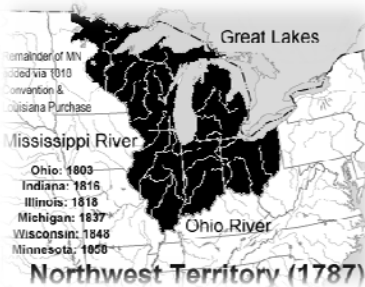 Great Lakes
Remainder of MN
added via 1818
Convention &
Louisiana Purchase
Mississippi River
Ohio: 1803
Indiana: 1816
Illinois: 1818
Michigan: 1837
Wisconsin: 1848
Minnesota: 1858
Ohio River
Northwest Territory (1787)